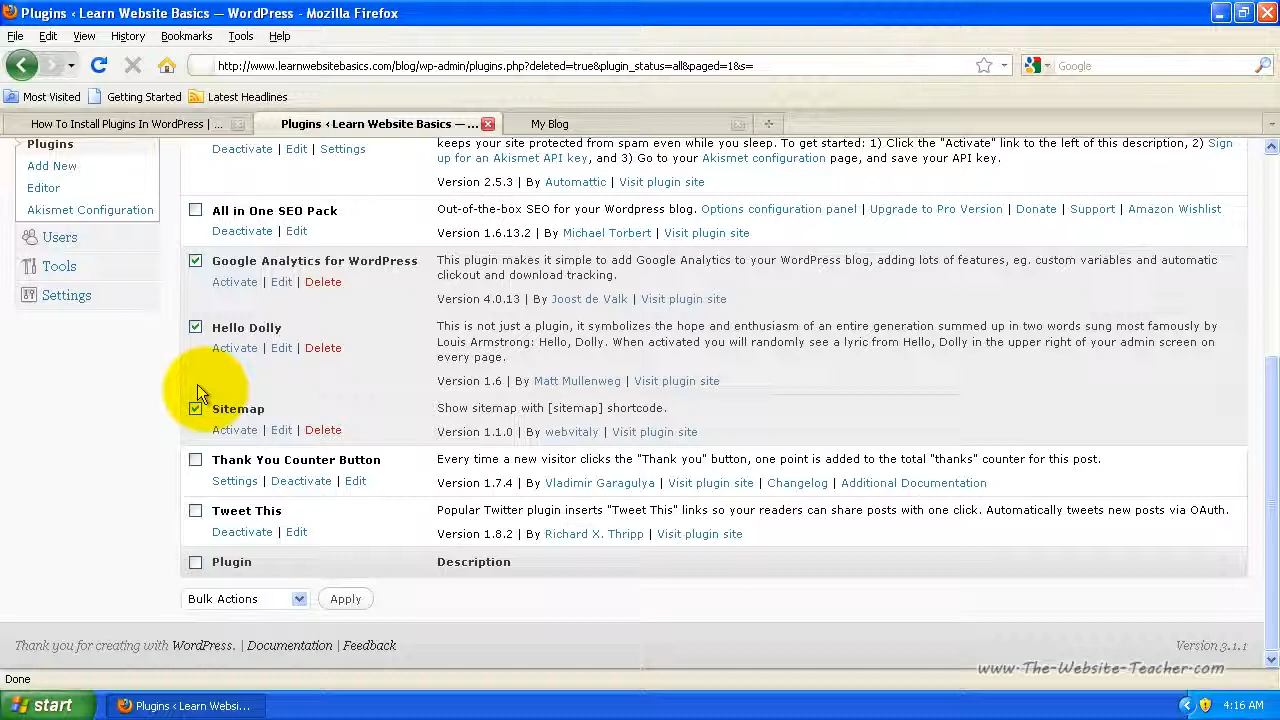 Plugins ‹ Learn Website Basics — WordPress - Mozilla Firefox
File Edit View History Bookmarks Tools Help
http://www.learnwebsitebasics.com/blog/wp-admin/plugins.php?deleted=true&plugin_status=all&paged=1&s=
Google
Most Visited Getting Started Latest Headlines
How To Install Plugins In WordPress | ...
Plugins ‹ Learn Website Basics — ...
My Blog
Plugins
Add New
Editor
Akismet Configuration
Users
Tools
Settings
keeps your site protected from spam even while you sleep. To get started: 1) Click the "Activate" link to the left of this description, 2) Sign
Deactivate | Edit | Settings
up for an Akismet API key, and 3) Go to your Akismet configuration page, and save your API key.
Version 2.5.3 | By Automattic | Visit plugin site
All in One SEO Pack
Out-of-the-box SEO for your Wordpress blog. Options configuration panel | Upgrade to Pro Version | Donate | Support | Amazon Wishlist
Deactivate | Edit
Version 1.6.13.2 | By Michael Torbert | Visit plugin site
Google Analytics for WordPress
This plugin makes it simple to add Google Analytics to your WordPress blog, adding lots of features, eg. custom variables and automatic
clickout and download tracking.
Activate | Edit | Delete
Version 4.0.13 | By Joost de Valk | Visit plugin site
Hello Dolly
This is not just a plugin, it symbolizes the hope and enthusiasm of an entire generation summed up in two words sung most famously by
Louis Armstrong: Hello, Dolly. When activated you will randomly see a lyric from Hello, Dolly in the upper right of your admin screen on
every page.
Activate | Edit | Delete
Version 1.6 | By Matt Mullenweg | Visit plugin site
Sitemap
Show sitemap with [sitemap] shortcode.
Activate | Edit | Delete
Version 1.1.0 | By webvitaly | Visit plugin site
Thank You Counter Button
Every time a new visitor clicks the "Thank you" button, one point is added to the total "thanks" counter for this post.
Settings | Deactivate | Edit
Version 1.7.4 | By Vladimir Garagulya | Visit plugin site | Changelog | Additional Documentation
Tweet This
Popular Twitter plugin inserts "Tweet This" links so your readers can share posts with one click. Automatically tweets new posts via OAuth.
Deactivate | Edit
Version 1.8.2 | By Richard X. Thripp | Visit plugin site
Plugin
Description
Bulk Actions
Apply
Thank you for creating with WordPress. | Documentation | Feedback
Version 3.1.1
www.The-Website-Teacher.com
Done
start
Plugins ‹ Learn Websi...
4:16 AM